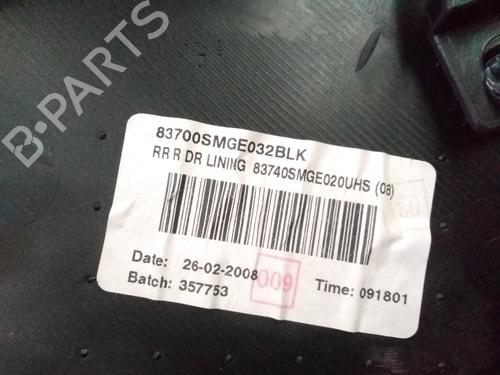 B-PARTS
83700SMGE032BLK
RR R DR LINING 83740SMGE020UHS (08)
Date: 26-02-2008
009
Time: 091801
Batch: 357753